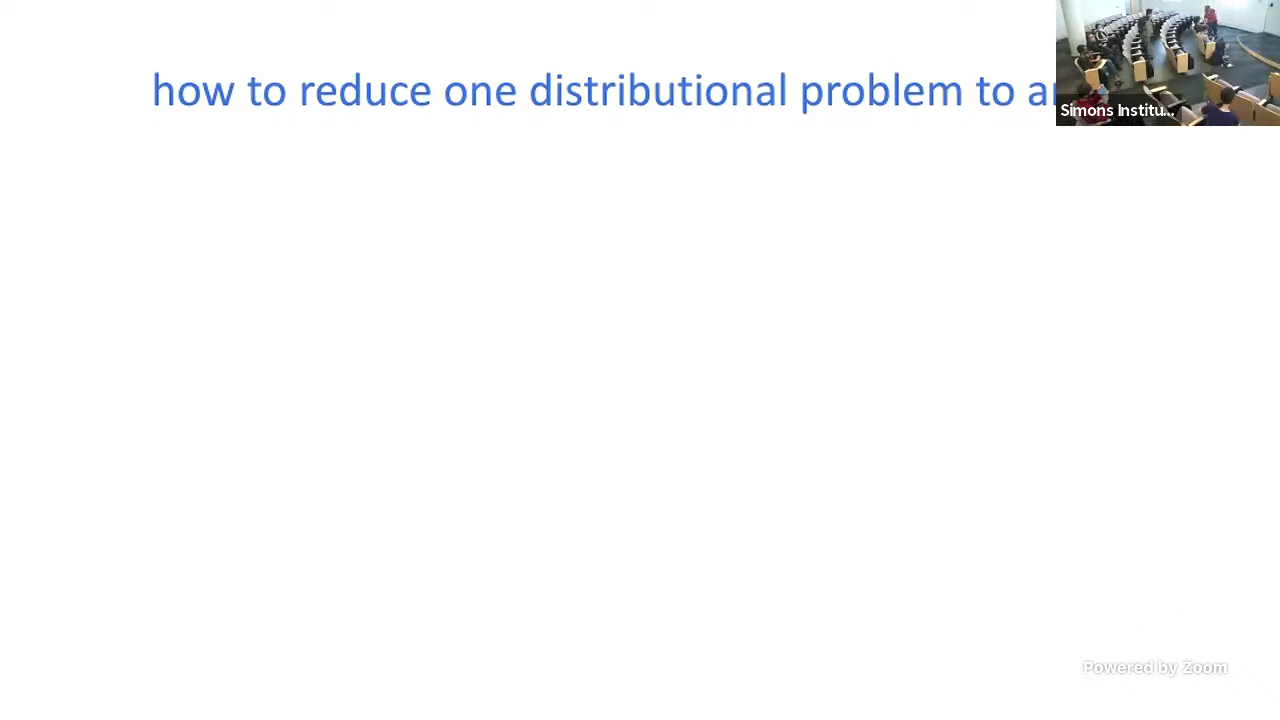 how to reduce one distributional problem to
Simons Institu...
Powered by Zoom